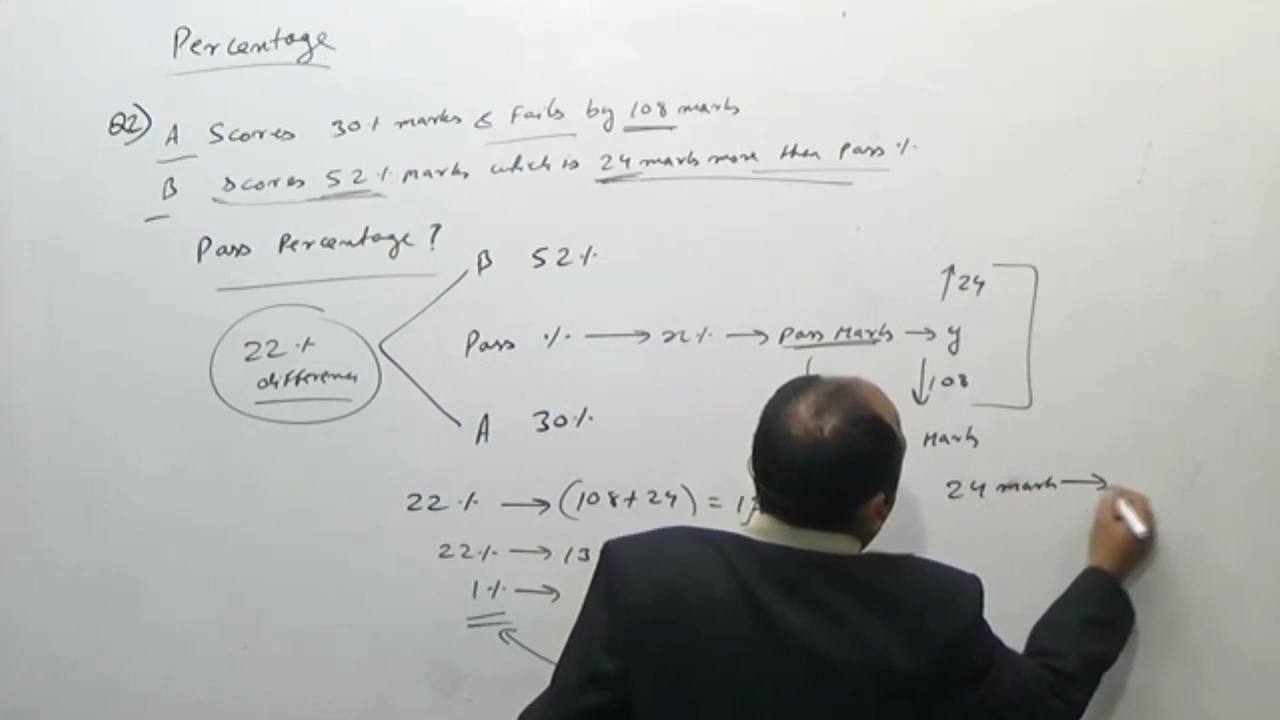 Percentage
Q2) A Scores 30% marks & Fails by 108 marks
B Scores 52% marks which is 24 marks more then Pass %.
Pass Percentage?
B 52%
↑24
22% difference
Pass % → x% → Pass Marks → y
↓108
A 30%
Marks
24 mark →
22% → (108+24) = 1
22% → 13
1% →